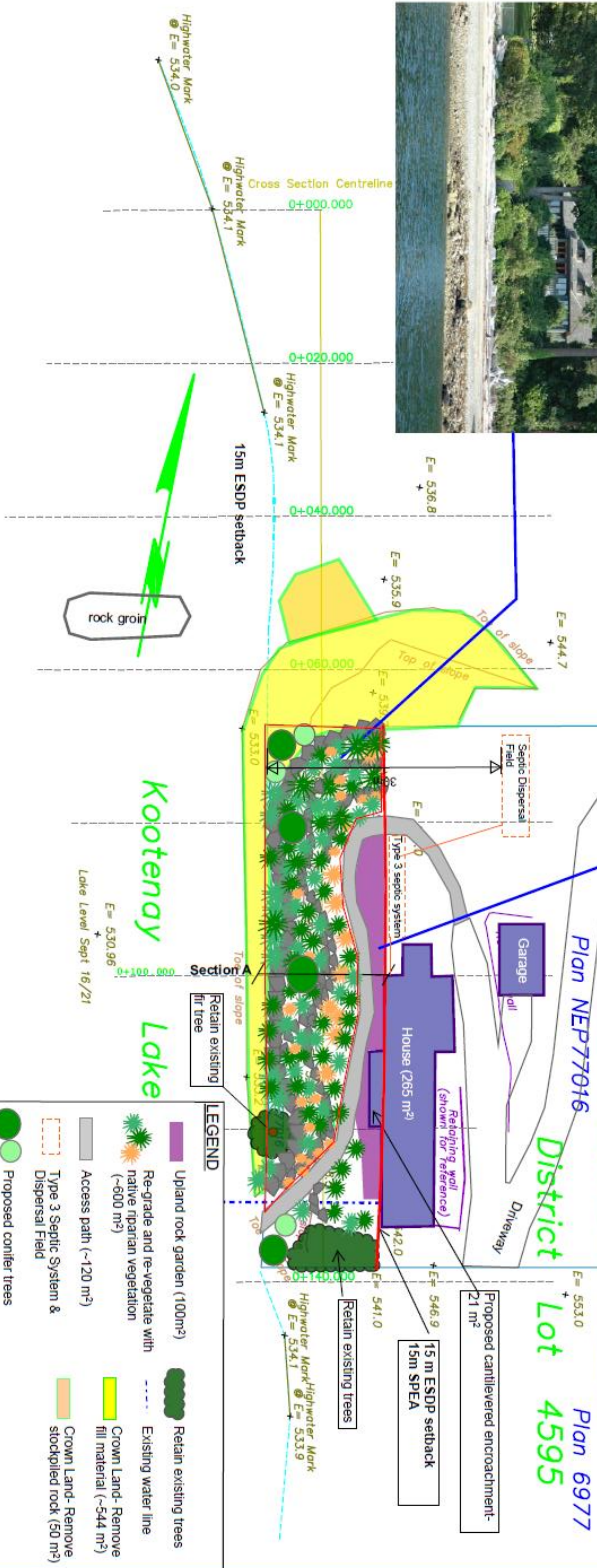 Highwater Mark
@ E= 534.0
Highwater Mark
@ E= 534.1
Cross Section Centreline
0+000.000
0+020.000
Highwater Mark
@ E= 534.1
15m ESDP setback
E= 536.8
0+040.000
rock groin
E= 535.9
E= 544.7
Top of slope
Top of slope
0+060.000
E= 533.0
Septic Dispersal
Field
Type 3 septic system
Garage
Plan NEP77016
Kootenay Lake
E= 530.96
Lake Level Sept 16/21
0+100.000
Section A
Top of slope
House (265 m²)
Retaining wall
(shown for reference)
Driveway
District Lot 4595
Plan 6977
E= 553.0
Retain existing
fir tree
Proposed cantilevered encroachment-
21 m²
15 m ESDP setback
15m SPEA
E= 546.9
E= 541.0
0+140.000
Retain existing trees
Highwater Mark
@ E= 534.1
Highwater Mark
@ E= 533.9
LEGEND
Upland rock garden (100m²)
Re-grade and re-vegetate with
native riparian vegetation
(~600 m²)
Access path (~120 m²)
Type 3 Septic System &
Dispersal Field
Proposed conifer trees
Retain existing trees
Existing water line
Crown Land- Remove
fill material (~544 m²)
Crown Land- Remove
stockpiled rock (50 m²)